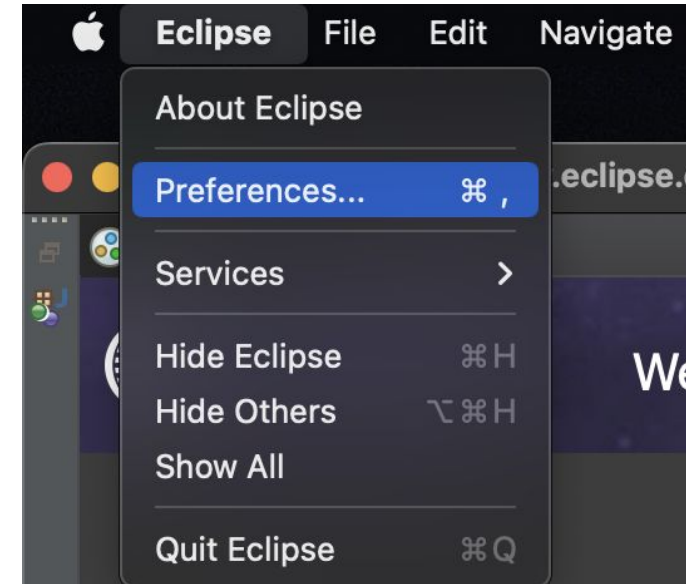 Eclipse File Edit Navigate
About Eclipse
Preferences... ⌘ ,
.eclipse.
Services >
Hide Eclipse ⌘ H
We
Hide Others ⌥ ⌘ H
Show All
Quit Eclipse ⌘ Q